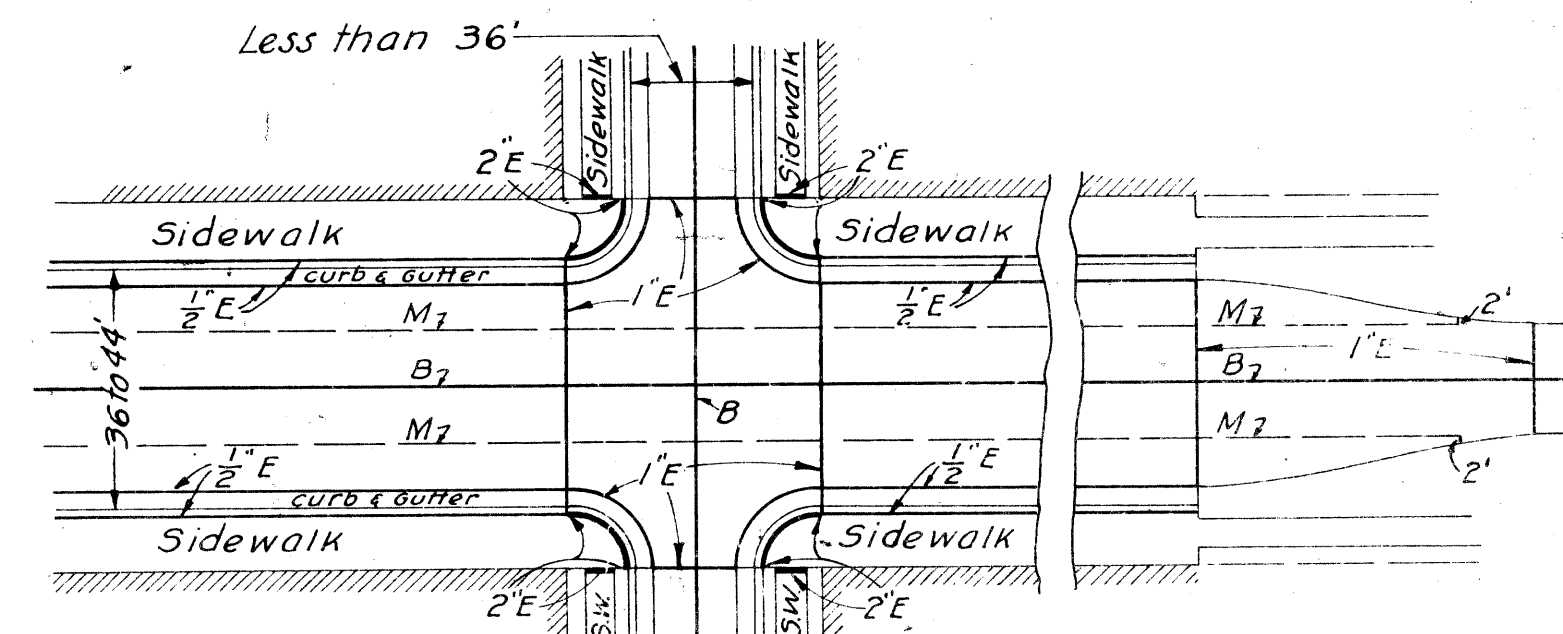 Less than 36'
Sidewalk
Sidewalk
2"E
2"E
Sidewalk
Sidewalk
curb & Gutter
1/2"E
1"E
1/2"E
M7
M7
2'
36 to 44'
B7
1"E
B7
B
M7
M7
1/2"E
1"E
1/2"E
2'
curb & Gutter
Sidewalk
Sidewalk
2"E
S.W.
S.W.
2"E